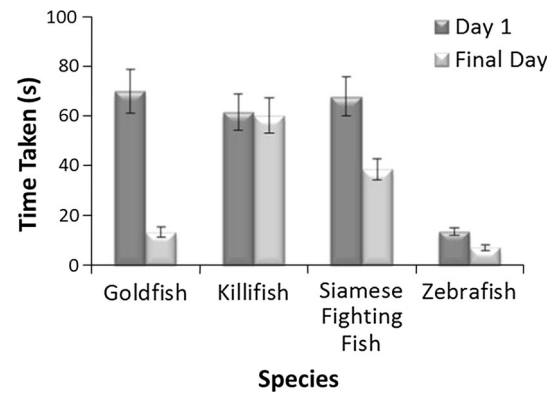 100
80
60
40
20
0
Time Taken (s)
Day 1
Final Day
Goldfish
Killifish
Siamese
Fighting
Fish
Zebrafish
Species